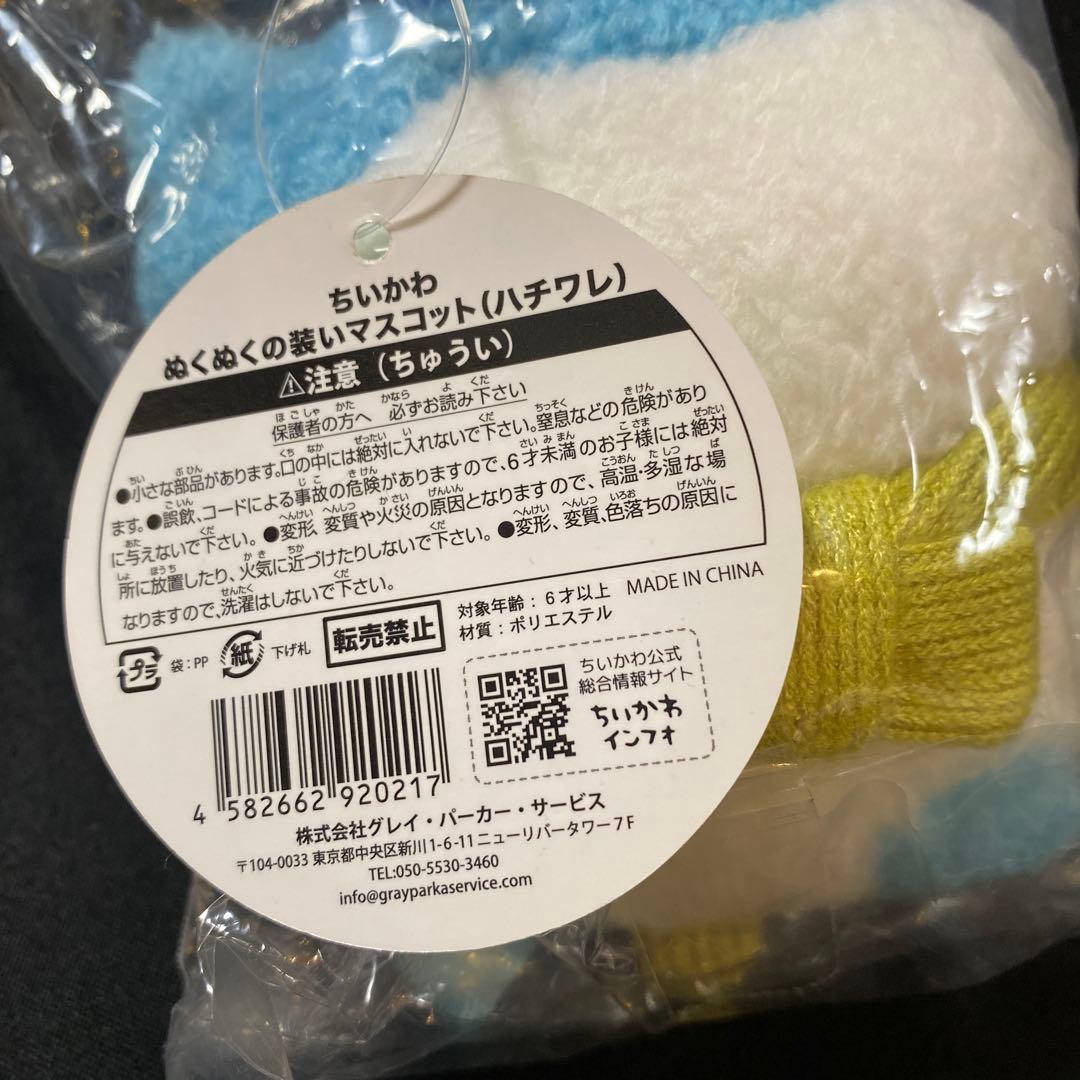 ちいかわ
ぬくぬくの装いマスコット(ハチワレ)
⚠注意(ちゅうい)
保護者の方へ 必ずお読み下さい
●小さな部品があります。口の中には絶対に入れないで下さい。窒息などの危険があり
ます。●誤飲、コードによる事故の危険がありますので、6才未満のお子様には絶対
に与えないで下さい。●変形、変質や火災の原因となりますので、高温・多湿な場
所に放置したり、火気に近づけたりしないで下さい。●変形、変質、色落ちの原因に
なりますので、洗濯はしないで下さい。
プラ 袋:PP 紙 下げ札 転売禁止
対象年齢:6才以上 MADE IN CHINA
材質:ポリエステル
ちいかわ公式
総合情報サイト
ちいかわ
インフォ
4 582662 920217
株式会社グレイ・パーカー・サービス
〒104-0033 東京都中央区新川1-6-11 ニューリバータワー7F
TEL:050-5530-3460
info@grayparkaservice.com